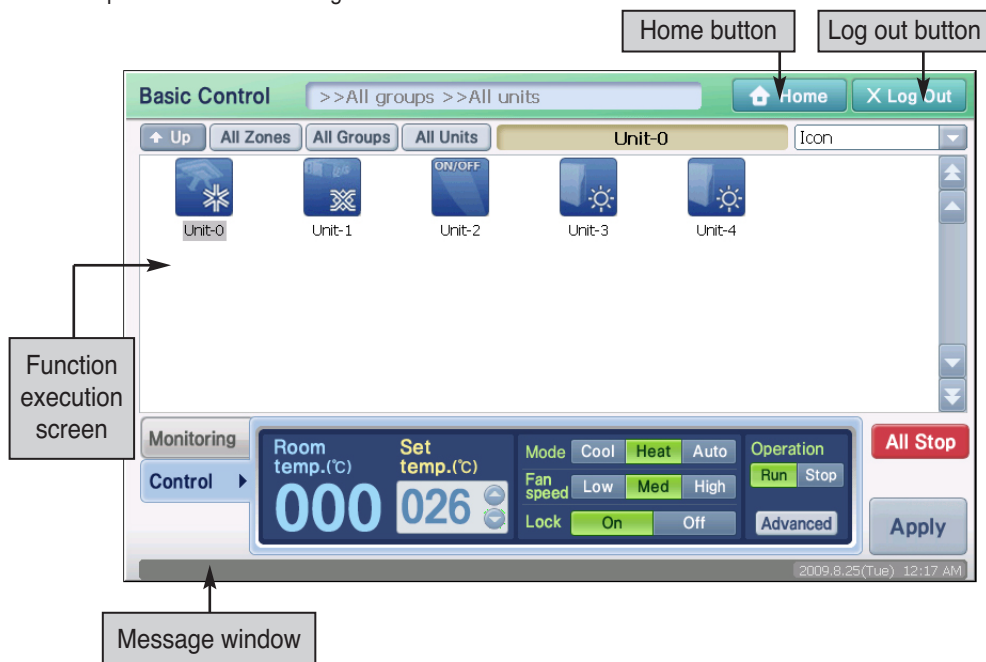 Home button
Log out button
Basic Control >>All groups >>All units Home X Log Out
Up All Zones All Groups All Units Unit-0 Icon
ON/OFF
Unit-0 Unit-1 Unit-2 Unit-3 Unit-4
Function
execution
screen
Monitoring
Control
Room
temp.(℃)
000
Set
temp.(℃)
026
Mode Cool Heat Auto
Fan
speed Low Med High
Lock On Off
Operation
Run Stop
Advanced
All Stop
Apply
2009.8.25(Tue) 12:17 AM
Message window